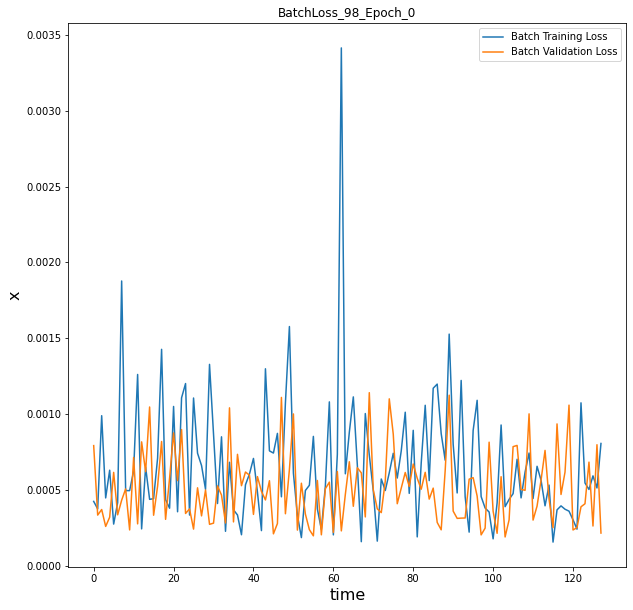 BatchLoss_98_Epoch_0
Batch Training Loss
Batch Validation Loss
0.0035
0.0030
0.0025
0.0020
0.0015
0.0010
0.0005
0.0000
x
0 20 40 60 80 100 120
time